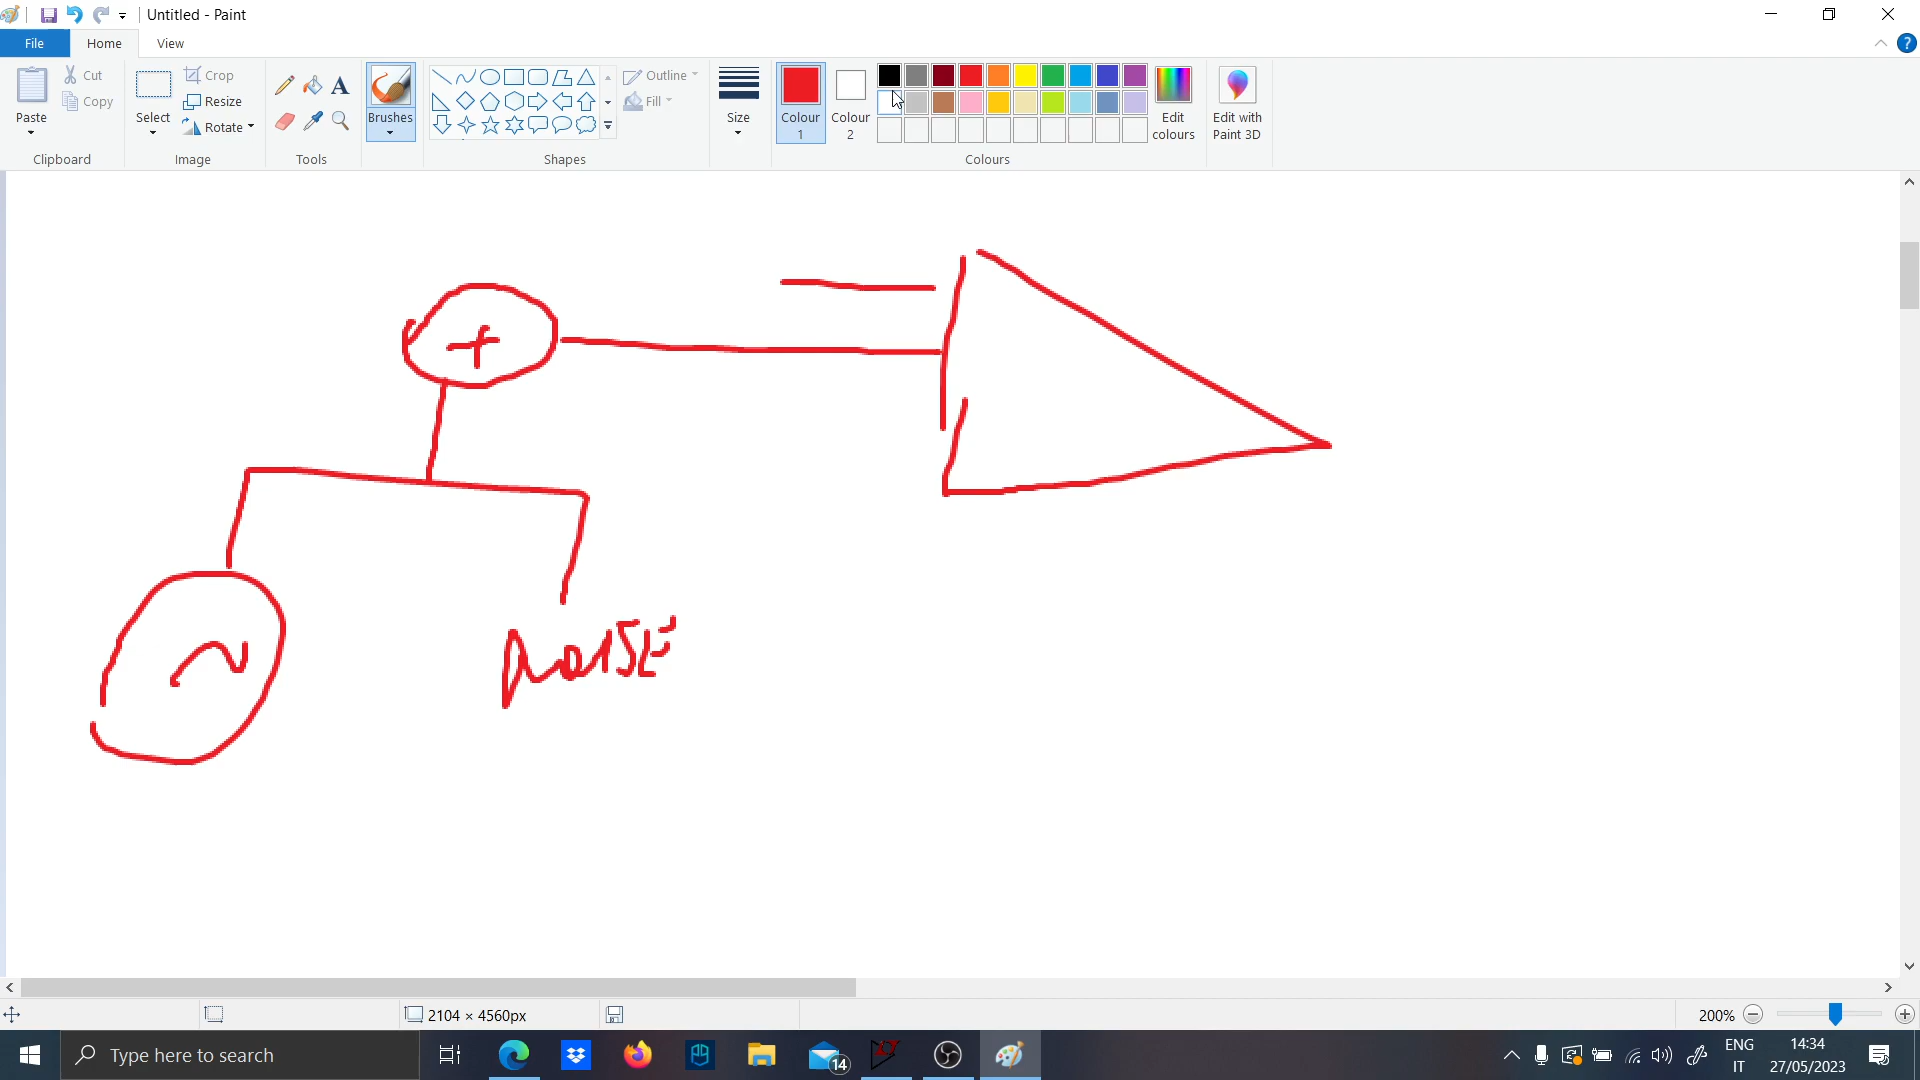 Untitled - Paint
File Home View
Paste
Cut
Copy
Clipboard
Select
Crop
Resize
Rotate
Image
Tools
Brushes
Shapes
Outline
Fill
Size
Colour 1
Colour 2
Colours
Edit colours
Edit with Paint 3D
+
NOISE
2104 × 4560px
200%
Type here to search
14
ENG
IT
14:34
27/05/2023